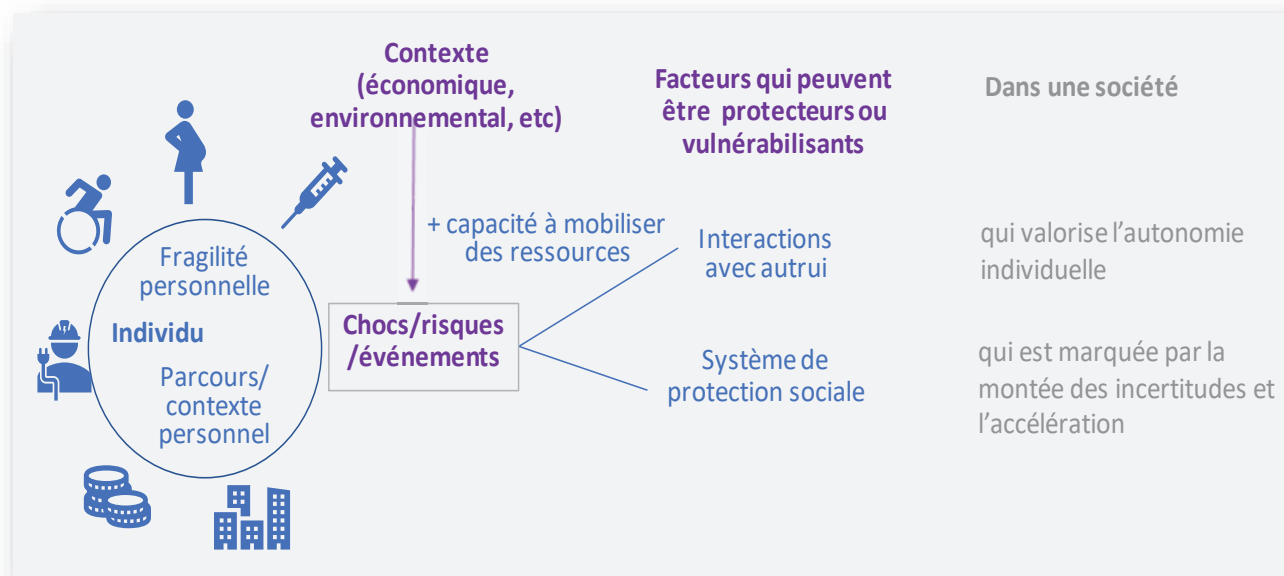 Contexte
(économique,
environnemental, etc)
Facteurs qui peuvent
être protecteurs ou
vulnérabilisants
Dans une société
Fragilité
personnelle
Individu
Parcours/
contexte
personnel
+ capacité à mobiliser
des ressources
Chocs/risques
/événements
Interactions
avec autrui
Système de
protection sociale
qui valorise l’autonomie
individuelle
qui est marquée par la
montée des incertitudes et
l’accélération